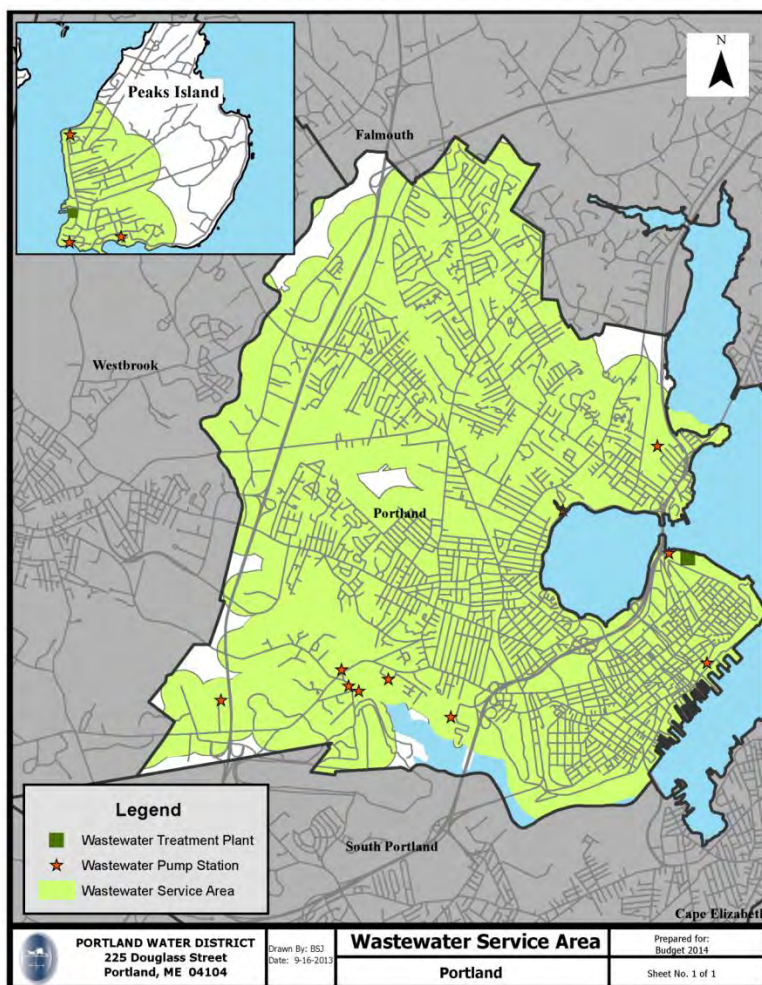 Peaks Island
N
Falmouth
Westbrook
Portland
Legend
Wastewater Treatment Plant
Wastewater Pump Station
Wastewater Service Area
South Portland
Cape Elizabeth
PORTLAND WATER DISTRICT
225 Douglass Street
Portland, ME 04104
Drawn By: BSJ
Date: 9-16-2013
Wastewater Service Area
Portland
Prepared for:
Budget 2014
Sheet No. 1 of 1